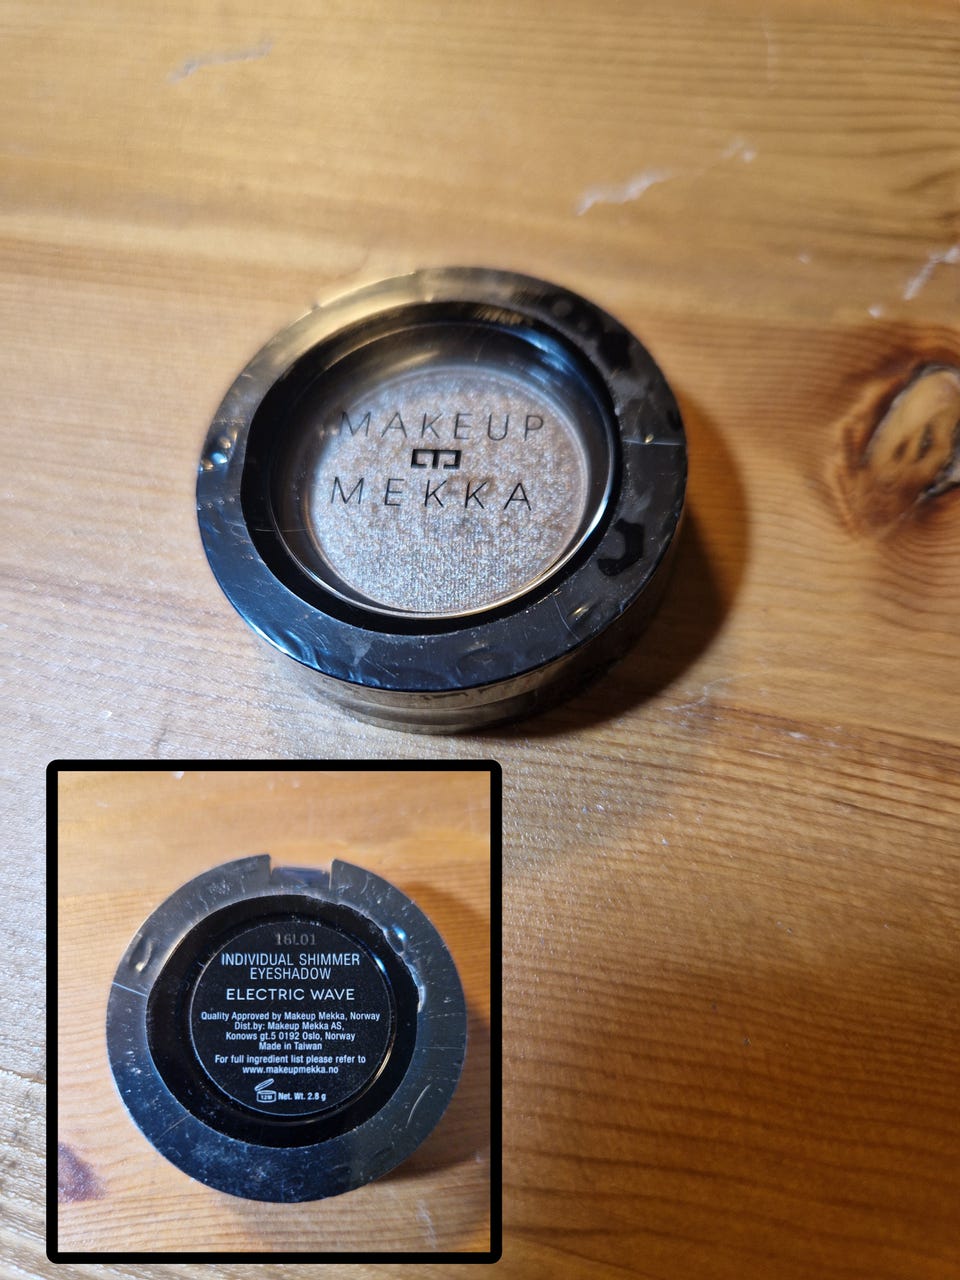 MAKEUP
MEKKA
16L01
INDIVIDUAL SHIMMER
EYESHADOW
ELECTRIC WAVE
Quality Approved by Makeup Mekka, Norway
Dist.by: Makeup Mekka AS,
Konows gt.5 0192 Oslo, Norway
Made in Taiwan
For full ingredient list please refer to
www.makeupmekka.no
12M Net. Wt. 2.8 g